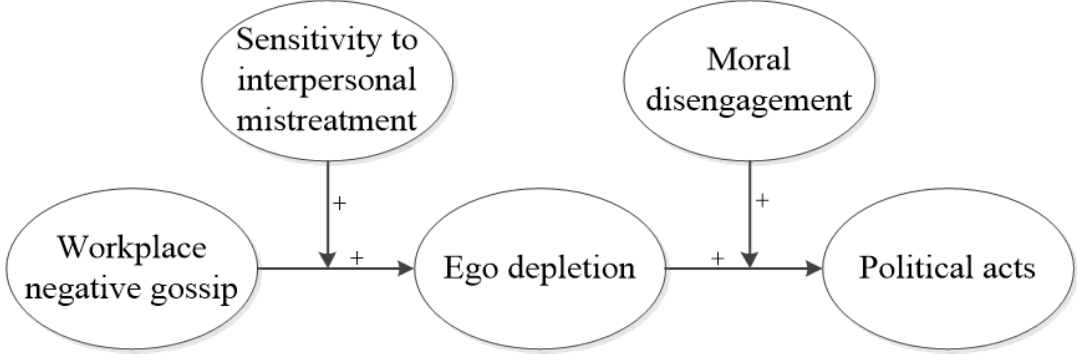 Sensitivity to
interpersonal
mistreatment
Moral
disengagement
+
+
Workplace
negative gossip
+
Ego depletion
+
Political acts